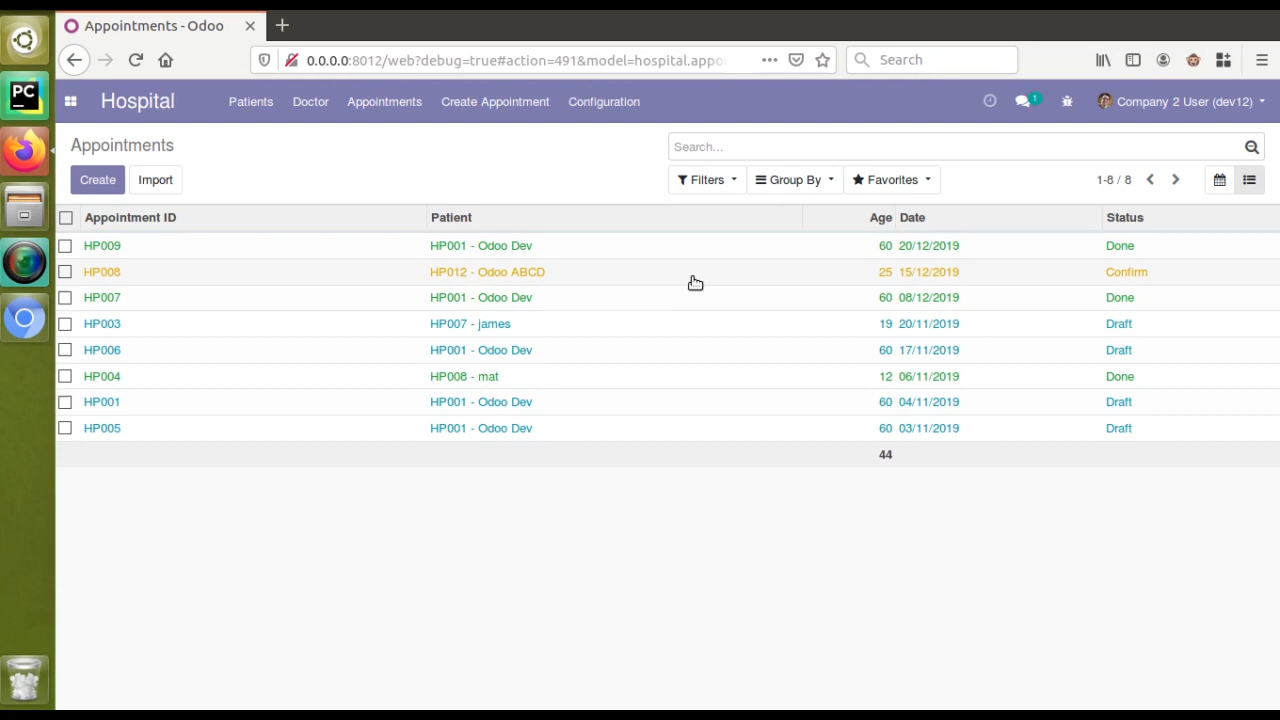 Appointments - Odoo
0.0.0.0:8012/web?debug=true#action=491&model=hospital.appo
Search
PC
Hospital Patients Doctor Appointments Create Appointment Configuration 1 Company 2 User (dev12)
Appointments
Search...
Create Import Filters Group By Favorites 1-8 / 8
Appointment ID Patient Age Date Status
HP009 HP001 - Odoo Dev 60 20/12/2019 Done
HP008 HP012 - Odoo ABCD 25 15/12/2019 Confirm
HP007 HP001 - Odoo Dev 60 08/12/2019 Done
HP003 HP007 - james 19 20/11/2019 Draft
HP006 HP001 - Odoo Dev 60 17/11/2019 Draft
HP004 HP008 - mat 12 06/11/2019 Done
HP001 HP001 - Odoo Dev 60 04/11/2019 Draft
HP005 HP001 - Odoo Dev 60 03/11/2019 Draft
44